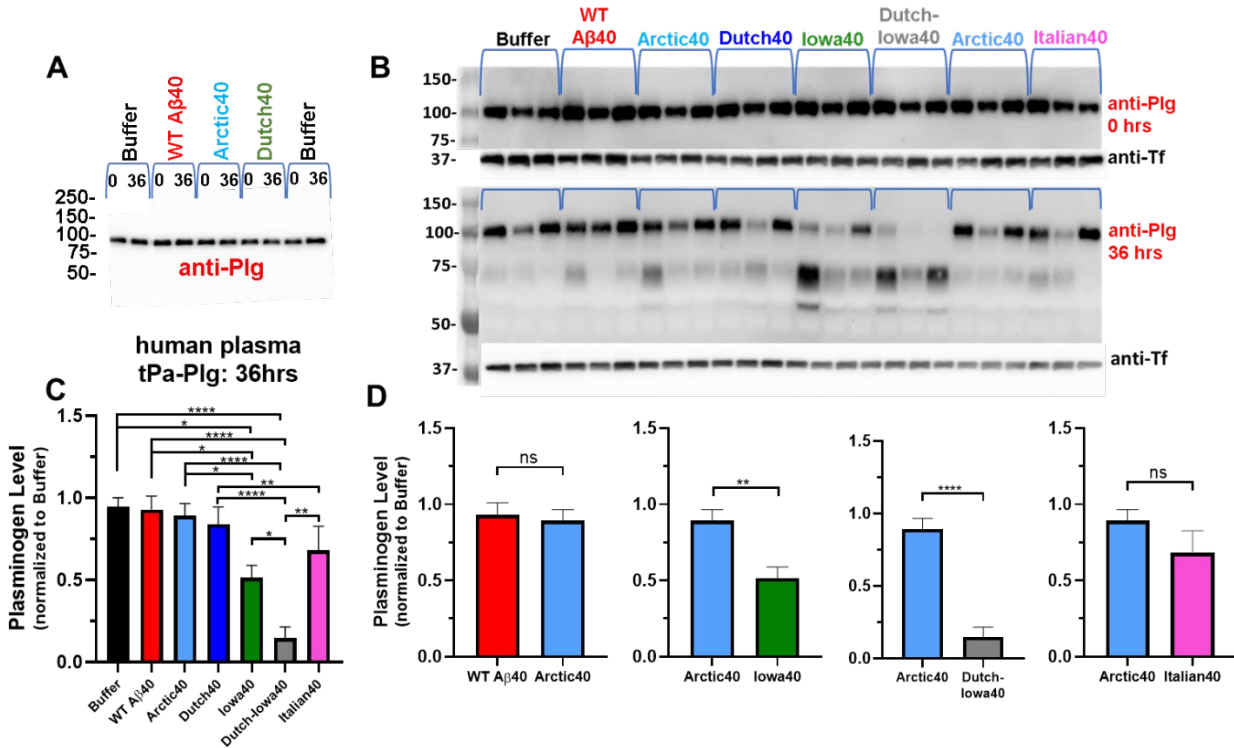 A
Buffer
WT Aβ40
Arctic40
Dutch40
Buffer
0 36 0 36 0 36 0 36 0 36
250-
150-
100-
75-
50-
anti-Plg
B
Buffer
WT
Aβ40
Arctic40
Dutch40
Iowa40
Dutch-
Iowa40
Arctic40
Italian40
150-
100-
75-
37-
anti-Plg
0 hrs
anti-Tf
150-
100-
75-
50-
37-
anti-Plg
36 hrs
anti-Tf
human plasma
tPa-Plg: 36hrs
C
Plasminogen Level
(normalized to Buffer)
1.5
1.0
0.5
0.0
****
*
****
*
****
*
**
****
**
*
Buffer
WT Aβ40
Arctic40
Dutch40
Iowa40
Dutch-Iowa40
Italian40
D
Plasminogen Level
(normalized to Buffer)
1.5
1.0
0.5
0.0
ns
WT Aβ40 Arctic40
1.5
1.0
0.5
0.0
**
Arctic40 Iowa40
1.5
1.0
0.5
0.0
****
Arctic40 Dutch-
Iowa40
1.5
1.0
0.5
0.0
ns
Arctic40 Italian40